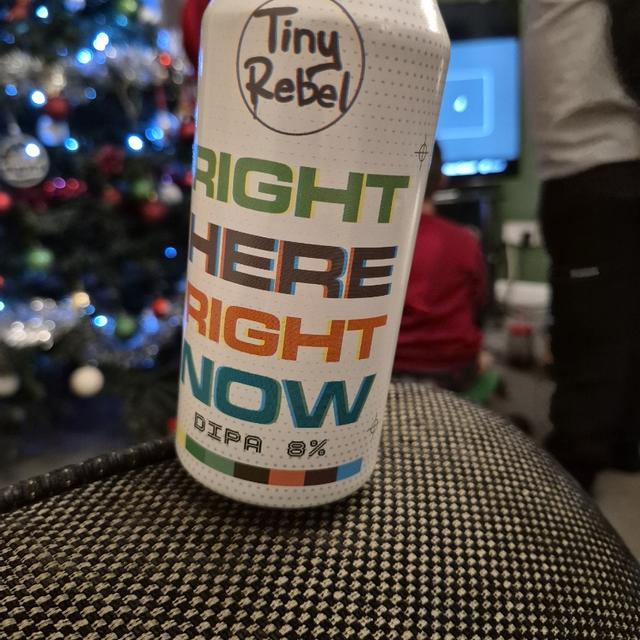 Tiny
Rebel
RIGHT
HERE
RIGHT
NOW
DIPA 8%